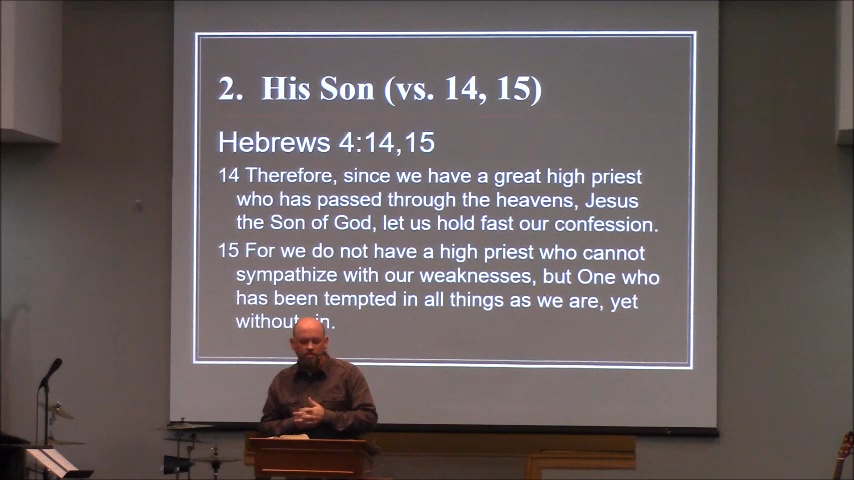 2. His Son (vs. 14, 15)
Hebrews 4:14,15
14 Therefore, since we have a great high priest
who has passed through the heavens, Jesus
the Son of God, let us hold fast our confession.
15 For we do not have a high priest who cannot
sympathize with our weaknesses, but One who
has been tempted in all things as we are, yet
without in.